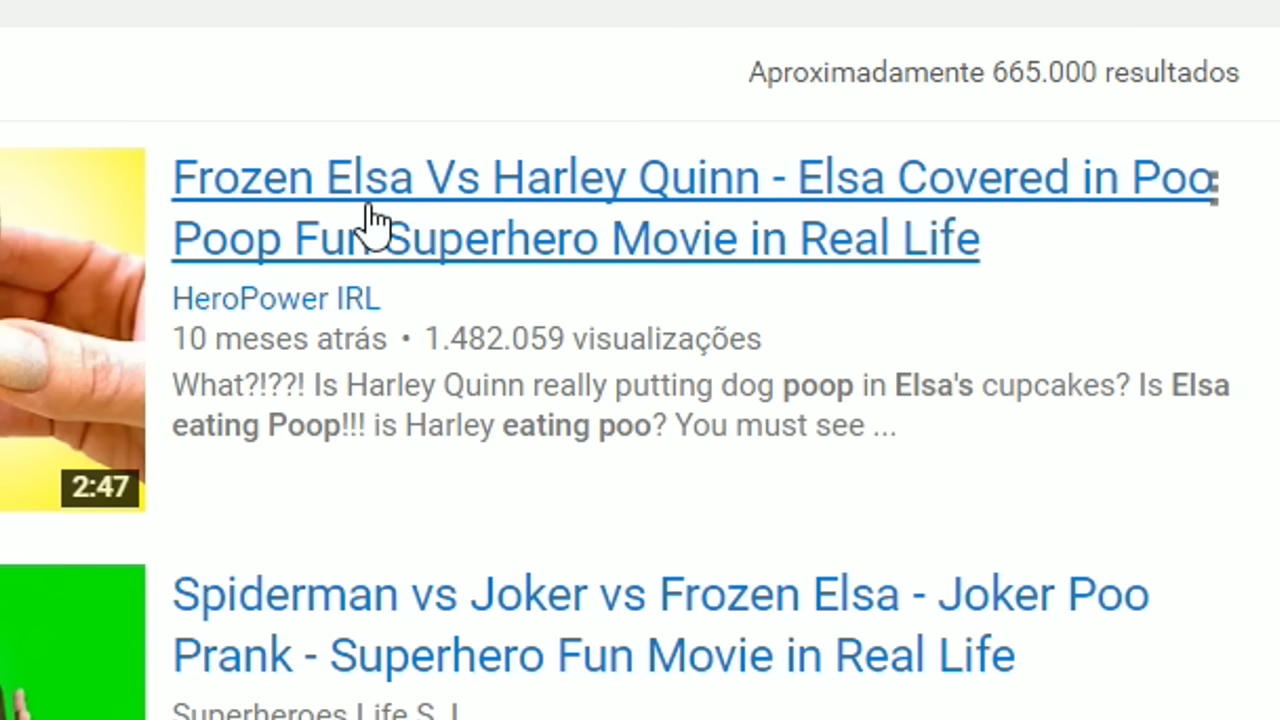 Aproximadamente 665.000 resultados
Frozen Elsa Vs Harley Quinn - Elsa Covered in Poo
Poop Fun Superhero Movie in Real Life
HeroPower IRL
10 meses atrás • 1.482.059 visualizações
What?!??! Is Harley Quinn really putting dog poop in Elsa's cupcakes? Is Elsa
eating Poop!!! is Harley eating poo? You must see ...
2:47
Spiderman vs Joker vs Frozen Elsa - Joker Poo
Prank - Superhero Fun Movie in Real Life
Superheroes Life S